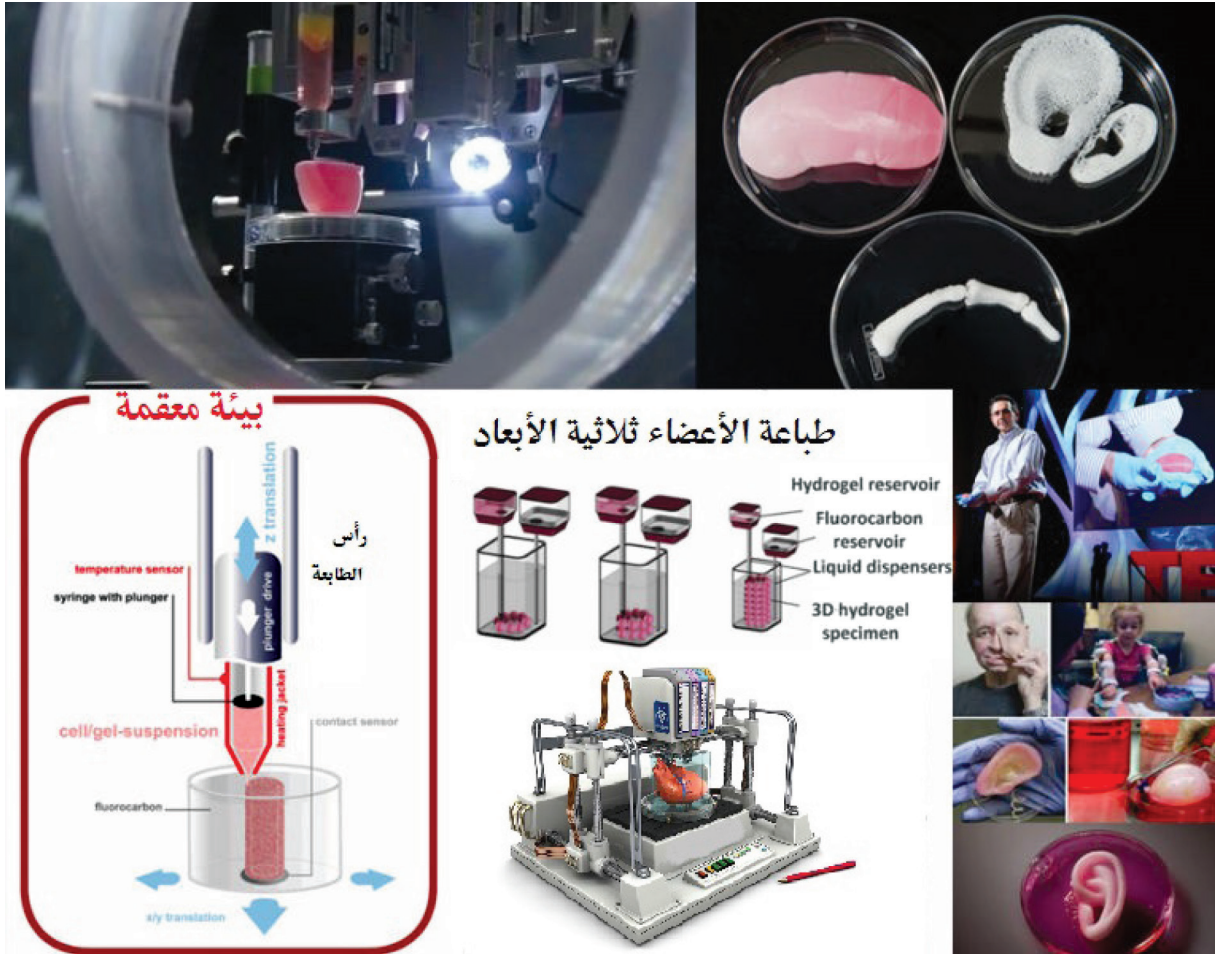 بيئة معقمة
z translation
رأس
الطابعة
temperature sensor
syringe with plunger
plunger drive
heating jacket
cell/gel-suspension
contact sensor
fluorocarbon
x/y translation
طباعة الأعضاء ثلاثية الأبعاد
Hydrogel reservoir
Fluorocarbon
reservoir
Liquid dispensers
3D hydrogel
specimen
TE